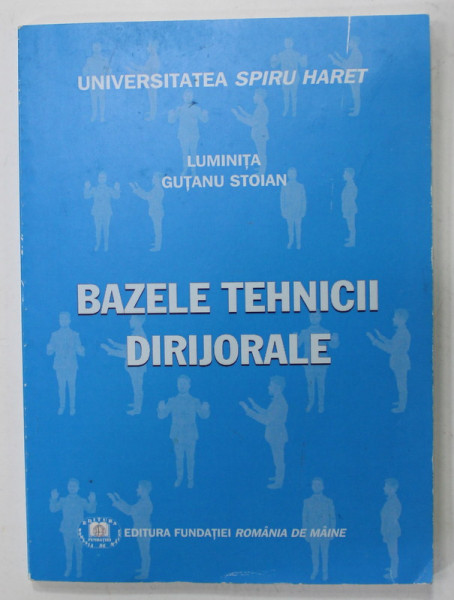 UNIVERSITATEA SPIRU HARET
LUMINIȚA
GUȚANU STOIAN
BAZELE TEHNICII
DIRIJORALE
EDITURA FUNDAȚIEI ROMÂNIA DE MÂINE